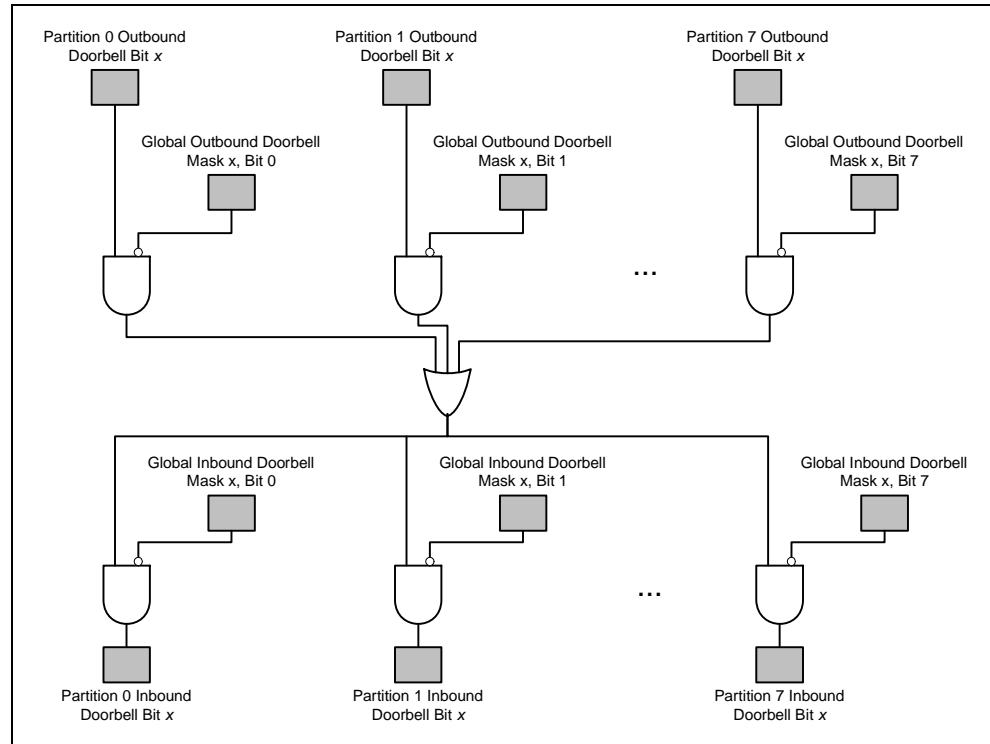 Partition 0 Outbound
Doorbell Bit x
Partition 1 Outbound
Doorbell Bit x
Partition 7 Outbound
Doorbell Bit x
Global Outbound Doorbell
Mask x, Bit 0
Global Outbound Doorbell
Mask x, Bit 1
Global Outbound Doorbell
Mask x, Bit 7
...
Global Inbound Doorbell
Mask x, Bit 0
Global Inbound Doorbell
Mask x, Bit 1
Global Inbound Doorbell
Mask x, Bit 7
...
Partition 0 Inbound
Doorbell Bit x
Partition 1 Inbound
Doorbell Bit x
Partition 7 Inbound
Doorbell Bit x